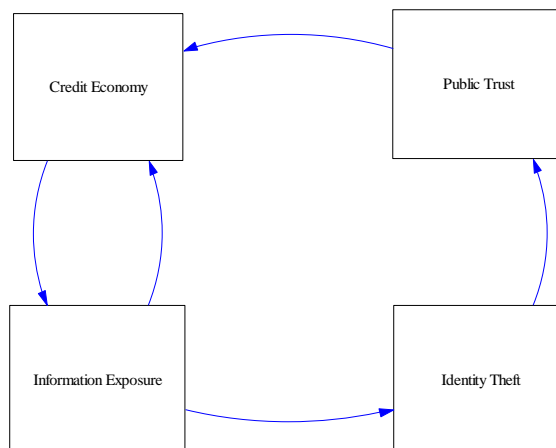 Credit Economy
Public Trust
Information Exposure
Identity Theft